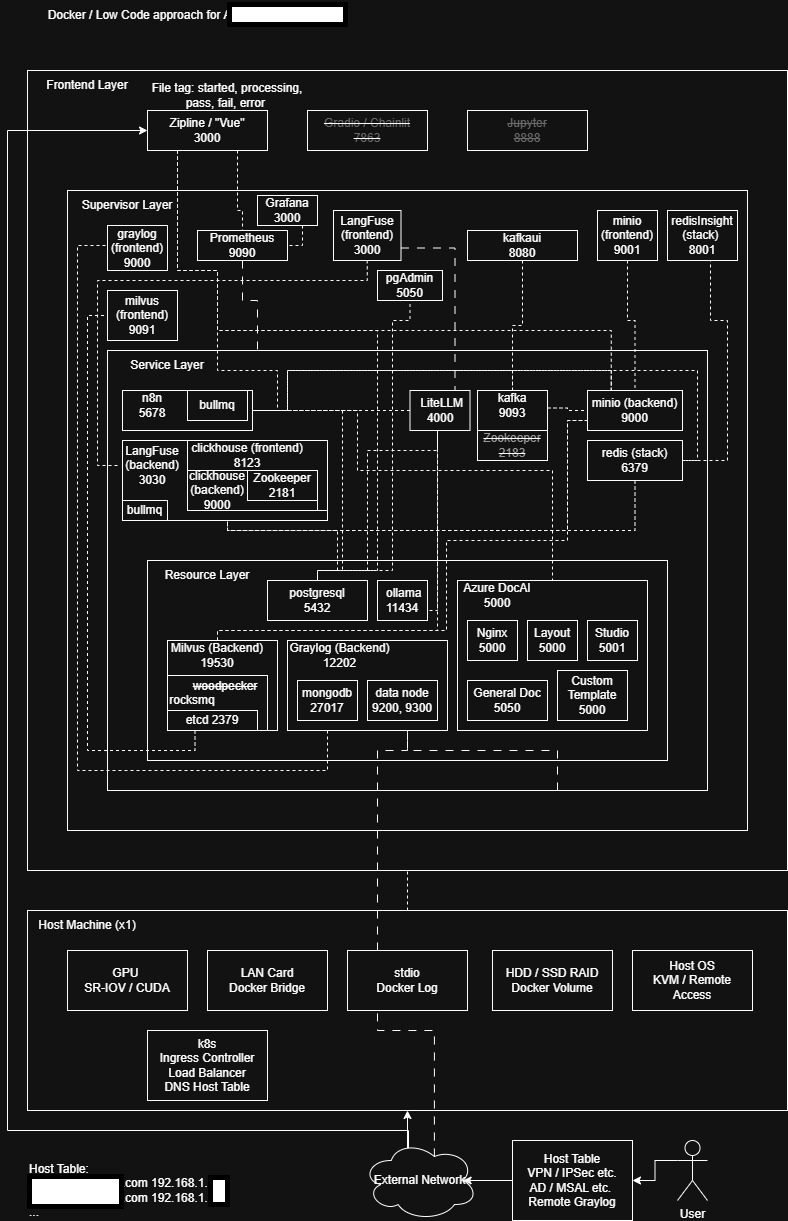 Docker / Low Code approach for
Frontend Layer
File tag: started, processing,
pass, fail, error
Zipline / "Vue"
3000
Gradio / Chainlit
7863
Jupyter
8888
Supervisor Layer
graylog
(frontend)
9000
Prometheus
9090
Grafana
3000
LangFuse
(frontend)
3000
kafkaui
8080
minio
(frontend)
9001
redisInsight
(stack)
8001
pgAdmin
5050
milvus
(frontend)
9091
Service Layer
n8n
5678
bullmq
LiteLLM
4000
kafka
9093
Zookeeper
2183
minio (backend)
9000
redis (stack)
6379
LangFuse
(backend)
3030
bullmq
clickhouse (frontend)
8123
clickhouse
(backend)
9000
Zookeeper
2181
Resource Layer
postgresql
5432
ollama
11434
Azure DocAI
5000
Nginx
5000
Layout
5000
Studio
5001
General Doc
5050
Custom
Template
5000
Milvus (Backend)
19530
woodpecker
rocksmq
etcd 2379
Graylog (Backend)
12202
mongodb
27017
data node
9200, 9300
Host Machine (x1)
GPU
SR-IOV / CUDA
LAN Card
Docker Bridge
stdio
Docker Log
HDD / SSD RAID
Docker Volume
Host OS
KVM / Remote
Access
k8s
Ingress Controller
Load Balancer
DNS Host Table
External Network
Host Table
VPN / IPSec etc.
AD / MSAL etc.
Remote Graylog
User
Host Table:
.com 192.168.1.
.com 192.168.1.
...